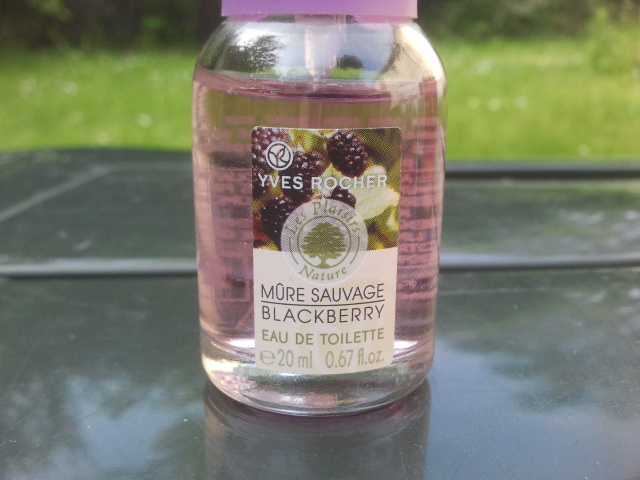 YVES ROCHER
Les Plaisirs
Nature
MÛRE SAUVAGE
BLACKBERRY
EAU DE TOILETTE
℮20 ml 0.67 fl.oz.